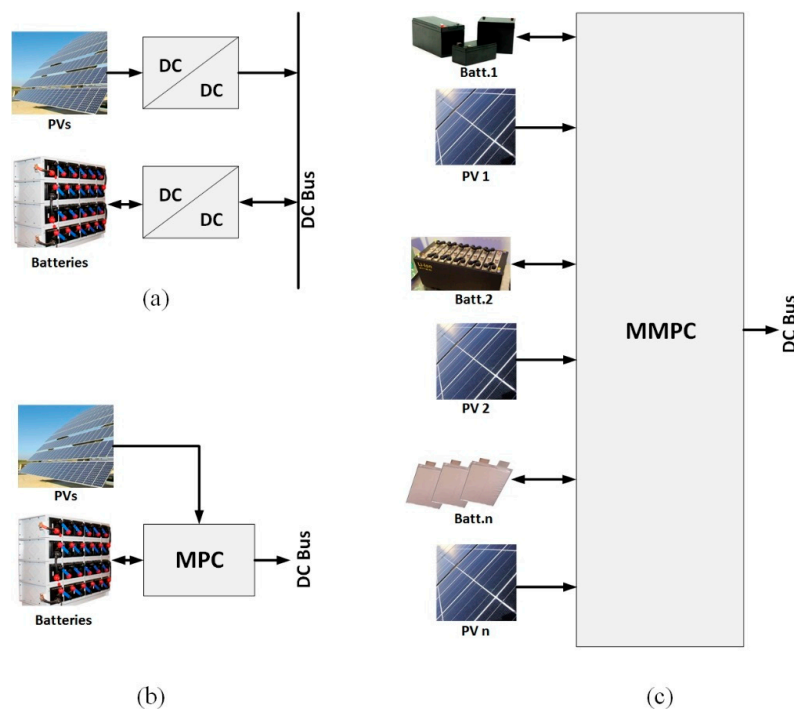 (a)
DC
DC
PVs
DC
DC
Batteries
DC Bus
PVs
MPC
Batteries
DC Bus
(b)
Batt.1
PV 1
Batt.2
PV 2
Batt.n
PV n
MMPC
DC Bus
(c)